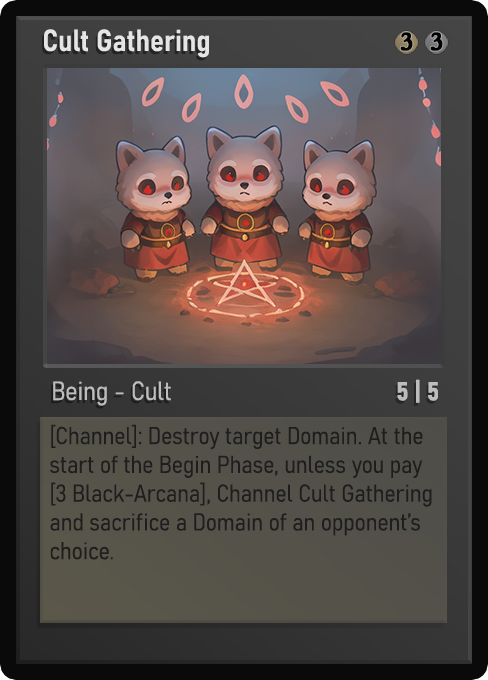 Cult Gathering 3 3
Being - Cult 5|5
[Channel]: Destroy target Domain. At the
start of the Begin Phase, unless you pay
[3 Black-Arcana], Channel Cult Gathering
and sacrifice a Domain of an opponent's
choice.